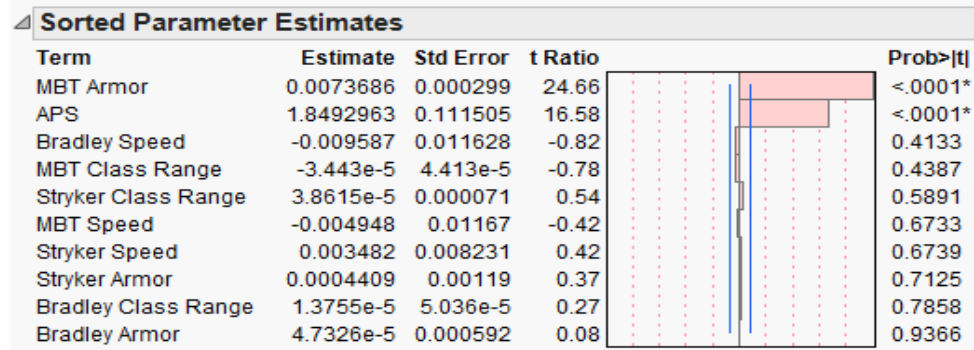 Sorted Parameter Estimates
Term Estimate Std Error t Ratio Prob>|t|
MBT Armor 0.0073686 0.000299 24.66 <.0001*
APS 1.8492963 0.111505 16.58 <.0001*
Bradley Speed -0.009587 0.011628 -0.82 0.4133
MBT Class Range -3.443e-5 4.413e-5 -0.78 0.4387
Stryker Class Range 3.8615e-5 0.000071 0.54 0.5891
MBT Speed -0.004948 0.01167 -0.42 0.6733
Stryker Speed 0.003482 0.008231 0.42 0.6739
Stryker Armor 0.0004409 0.00119 0.37 0.7125
Bradley Class Range 1.3755e-5 5.036e-5 0.27 0.7858
Bradley Armor 4.7326e-5 0.000592 0.08 0.9366